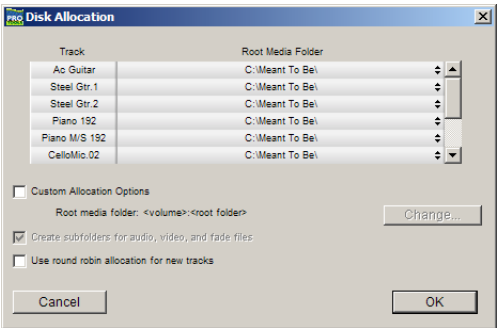 PRO Disk Allocation
Track Root Media Folder
Ac Guitar C:\Meant To Be\
Steel Gtr.1 C:\Meant To Be\
Steel Gtr.2 C:\Meant To Be\
Piano 192 C:\Meant To Be\
Piano M/S 192 C:\Meant To Be\
CelloMic.02 C:\Meant To Be\
Custom Allocation Options
Root media folder: <volume>:<root folder>
Change...
Create subfolders for audio, video, and fade files
Use round robin allocation for new tracks
Cancel OK